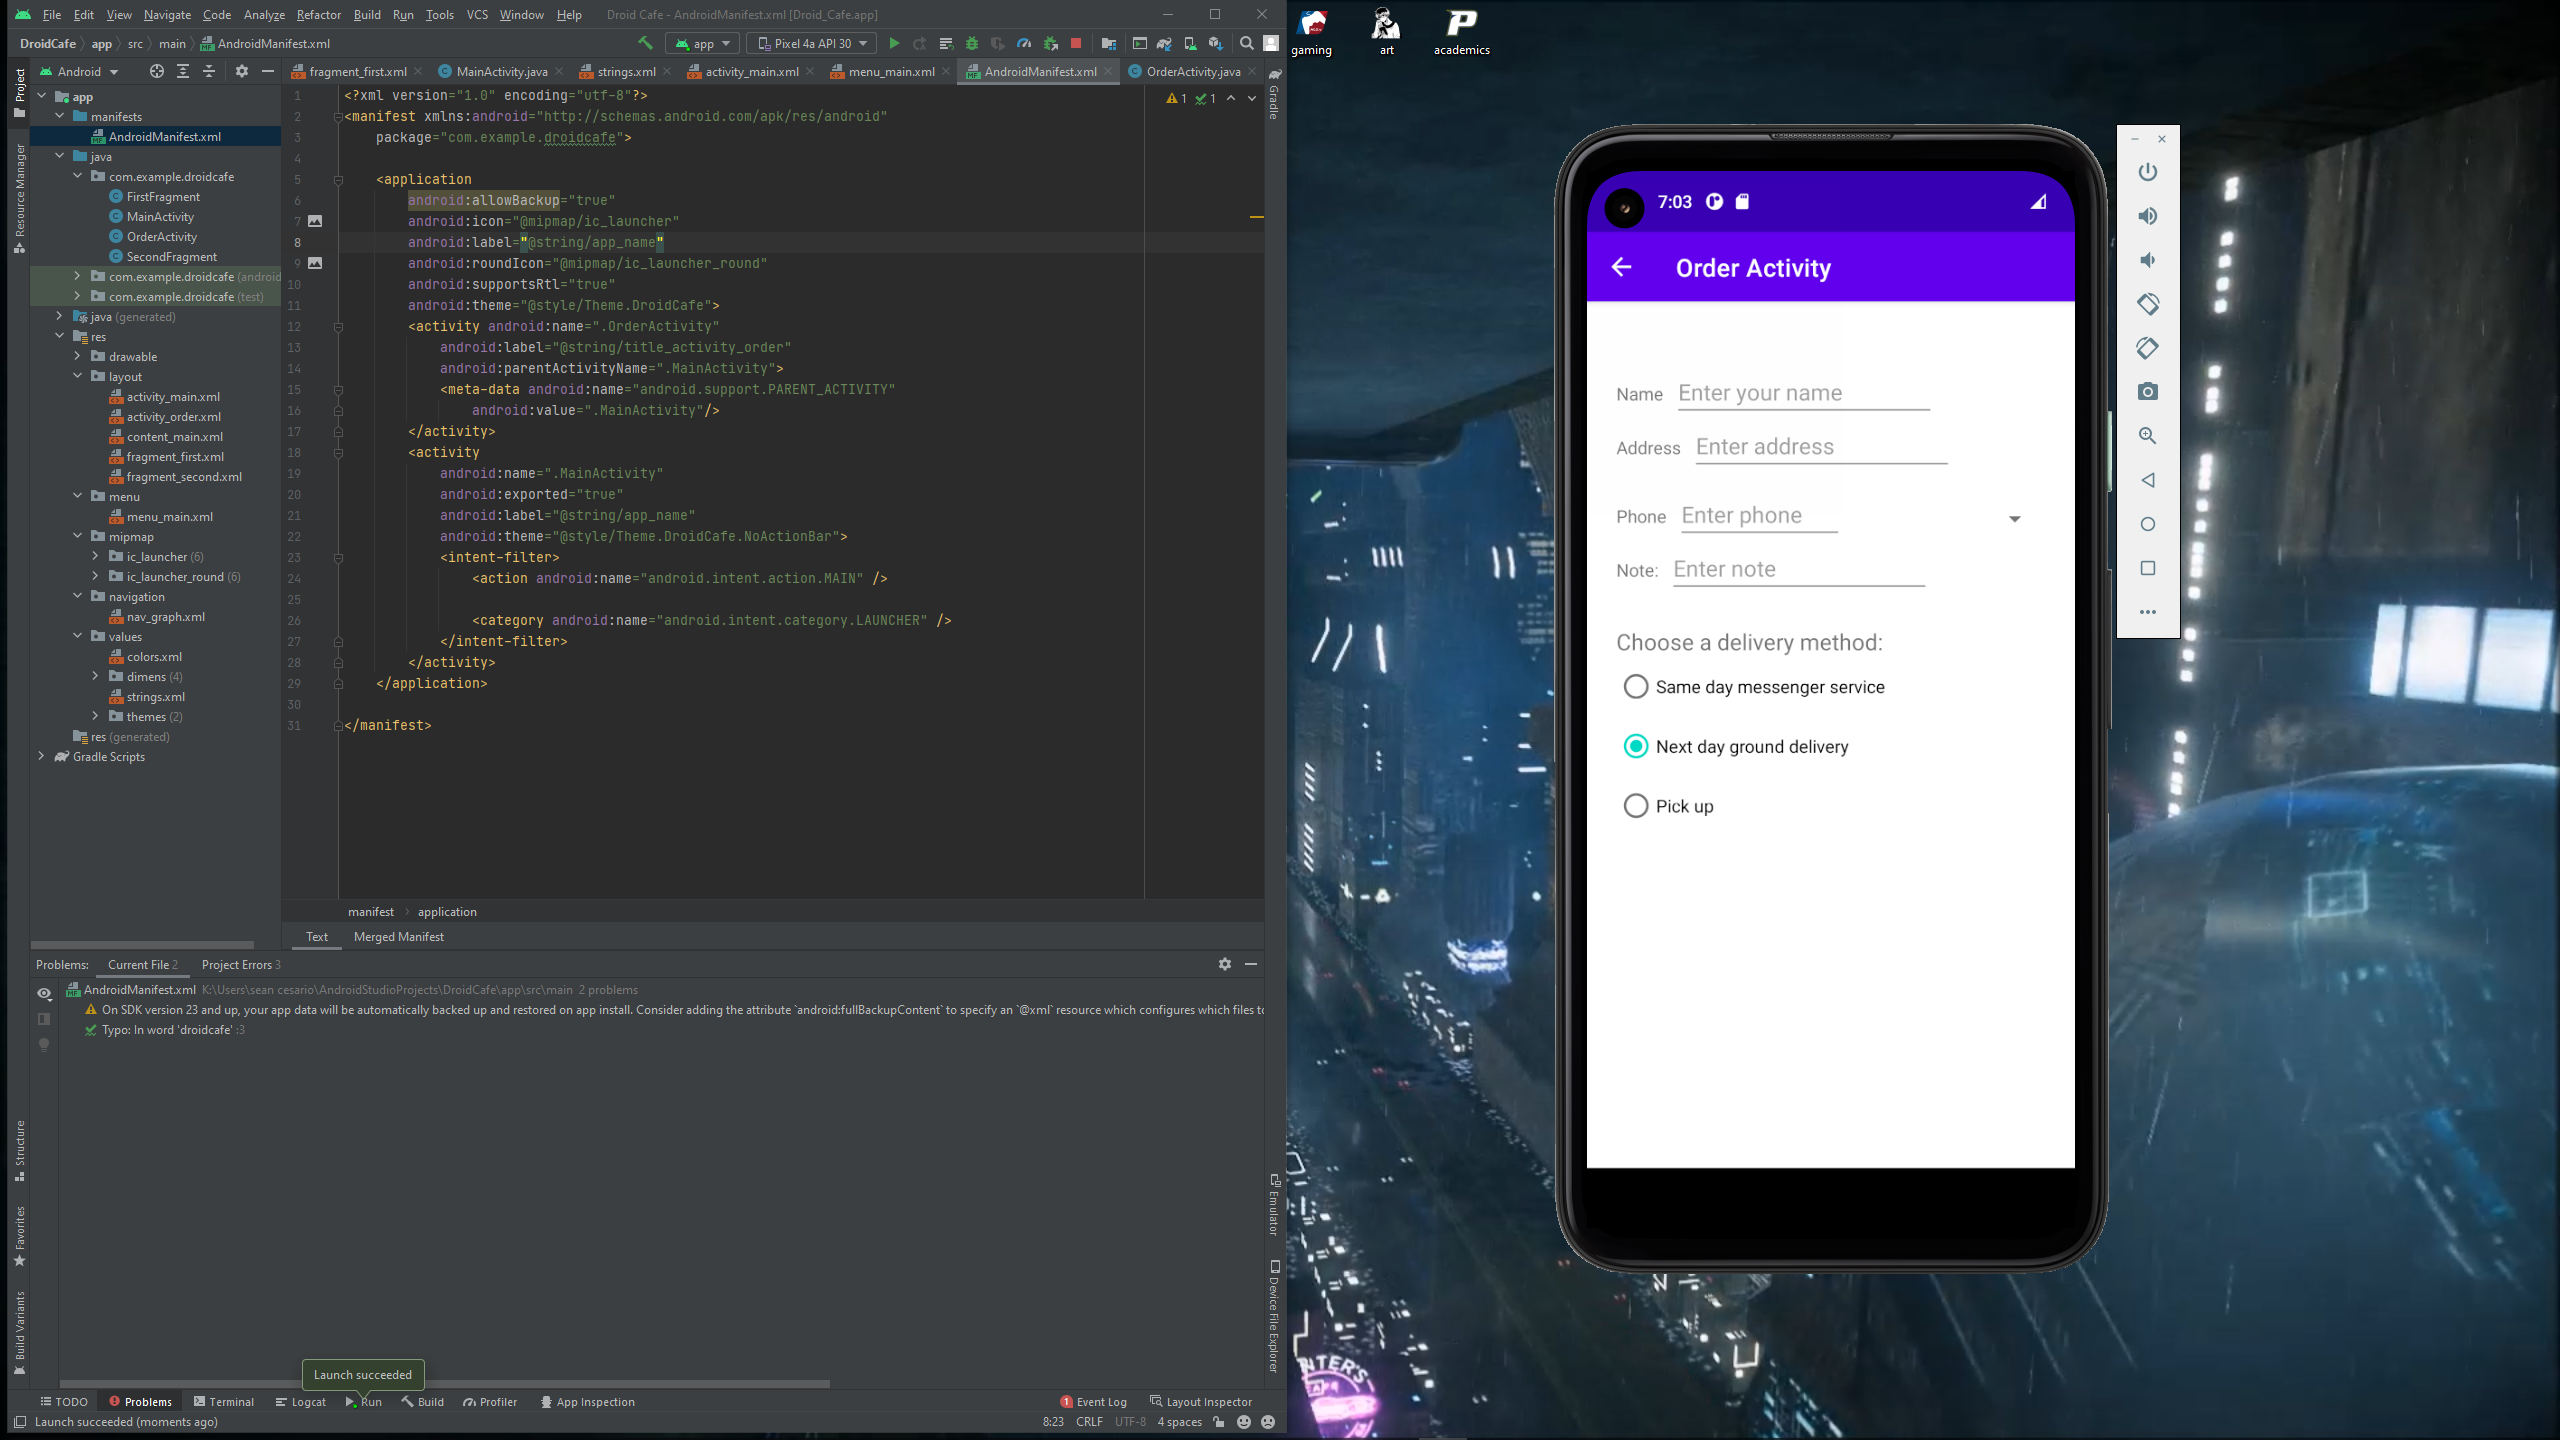 File Edit View Navigate Code Analyze Refactor Build Run Tools VCS Window Help Droid Cafe - AndroidManifest.xml [Droid_Cafe.app]
DroidCafe app src main AndroidManifest.xml app Pixel 4a API 30
Android fragment_first.xml MainActivity.java strings.xml activity_main.xml menu_main.xml AndroidManifest.xml OrderActivity.java
Project
Resource Manager
Structure
Favorites
Build Variants
app
manifests
AndroidManifest.xml
java
com.example.droidcafe
FirstFragment
MainActivity
OrderActivity
SecondFragment
com.example.droidcafe (android
com.example.droidcafe (test)
java (generated)
res
drawable
layout
activity_main.xml
activity_order.xml
content_main.xml
fragment_first.xml
fragment_second.xml
menu
menu_main.xml
mipmap
ic_launcher (6)
ic_launcher_round (6)
navigation
nav_graph.xml
values
colors.xml
dimens (4)
strings.xml
themes (2)
res (generated)
Gradle Scripts
1 <?xml version="1.0" encoding="utf-8"?>
2 <manifest xmlns:android="http://schemas.android.com/apk/res/android"
3 package="com.example.droidcafe">
4
5 <application
6 android:allowBackup="true"
7 android:icon="@mipmap/ic_launcher"
8 android:label="@string/app_name"
9 android:roundIcon="@mipmap/ic_launcher_round"
10 android:supportsRtl="true"
11 android:theme="@style/Theme.DroidCafe">
12 <activity android:name=".OrderActivity"
13 android:label="@string/title_activity_order"
14 android:parentActivityName=".MainActivity">
15 <meta-data android:name="android.support.PARENT_ACTIVITY"
16 android:value=".MainActivity"/>
17 </activity>
18 <activity
19 android:name=".MainActivity"
20 android:exported="true"
21 android:label="@string/app_name"
22 android:theme="@style/Theme.DroidCafe.NoActionBar">
23 <intent-filter>
24 <action android:name="android.intent.action.MAIN" />
25
26 <category android:name="android.intent.category.LAUNCHER" />
27 </intent-filter>
28 </activity>
29 </application>
30
31 </manifest>
1 1
Gradle
Emulator
Device File Explorer
manifest application
Text Merged Manifest
Problems: Current File 2 Project Errors 3
AndroidManifest.xml K:\Users\sean cesario\AndroidStudioProjects\DroidCafe\app\src\main 2 problems
On SDK version 23 and up, your app data will be automatically backed up and restored on app install. Consider adding the attribute `android:fullBackupContent` to specify an `@xml` resource which configures which files to
Typo: In word 'droidcafe' :3
Launch succeeded
TODO Problems Terminal Logcat Run Build Profiler App Inspection 1 Event Log Layout Inspector
Launch succeeded (moments ago) 8:23 CRLF UTF-8 4 spaces
gaming art academics
7:03
Order Activity
Name Enter your name
Address Enter address
Phone Enter phone
Note: Enter note
Choose a delivery method:
Same day messenger service
Next day ground delivery
Pick up